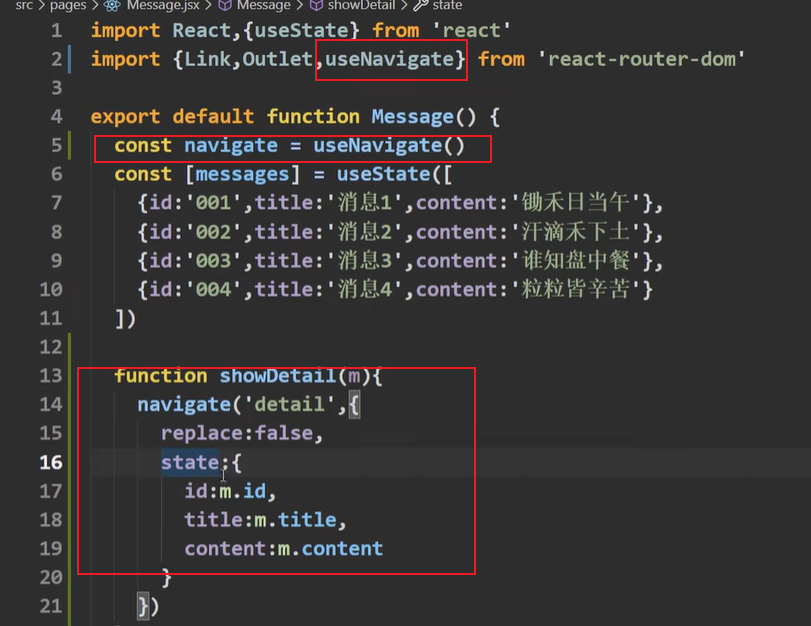 src > pages > Message.jsx > Message > showDetail > state
1 import React,{useState} from 'react'
2 import {Link,Outlet,useNavigate} from 'react-router-dom'
3
4 export default function Message() {
5 const navigate = useNavigate()
6 const [messages] = useState([
7 {id:'001',title:'消息1',content:'锄禾日当午'},
8 {id:'002',title:'消息2',content:'汗滴禾下土'},
9 {id:'003',title:'消息3',content:'谁知盘中餐'},
10 {id:'004',title:'消息4',content:'粒粒皆辛苦'}
11 ])
12
13 function showDetail(m){
14 navigate('detail',{
15 replace:false,
16 state:{
17 id:m.id,
18 title:m.title,
19 content:m.content
20 }
21 })